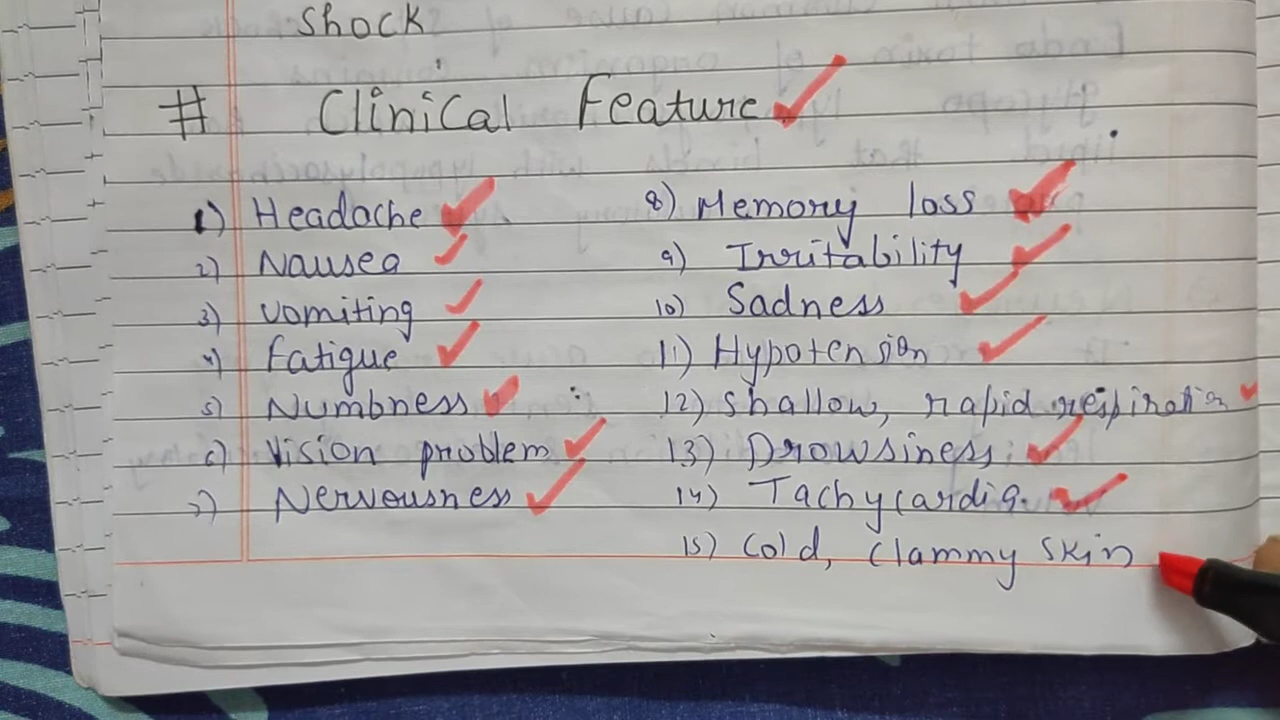 Shock
# Clinical Feature
1) Headache
2) Nausea
3) Vomiting
4) Fatigue
5) Numbness
6) Vision problem
7) Nervousness
8) Memory loss
9) Irritability
10) Sadness
11) Hypotension
12) Shallow, rapid respiration
13) Drowsiness
14) Tachycardia
15) Cold, Clammy skin